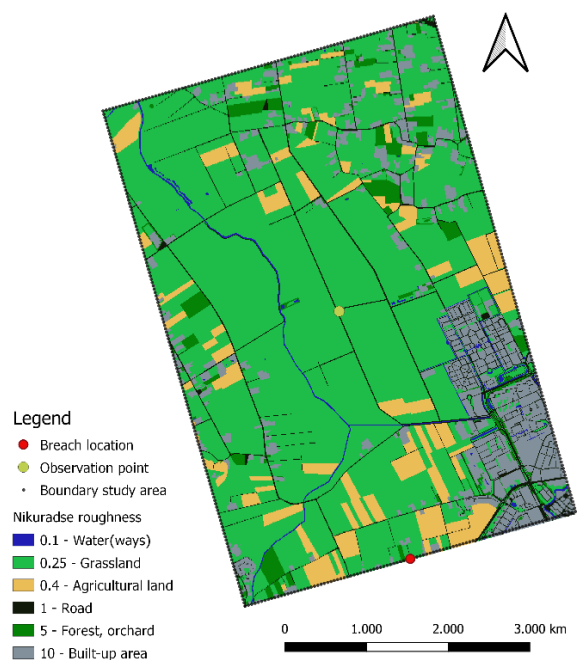 Legend
Breach location
Observation point
Boundary study area
Nikuradse roughness
0.1 - Water(ways)
0.25 - Grassland
0.4 - Agricultural land
1 - Road
5 - Forest, orchard
10 - Built-up area
0 1.000 2.000 3.000 km